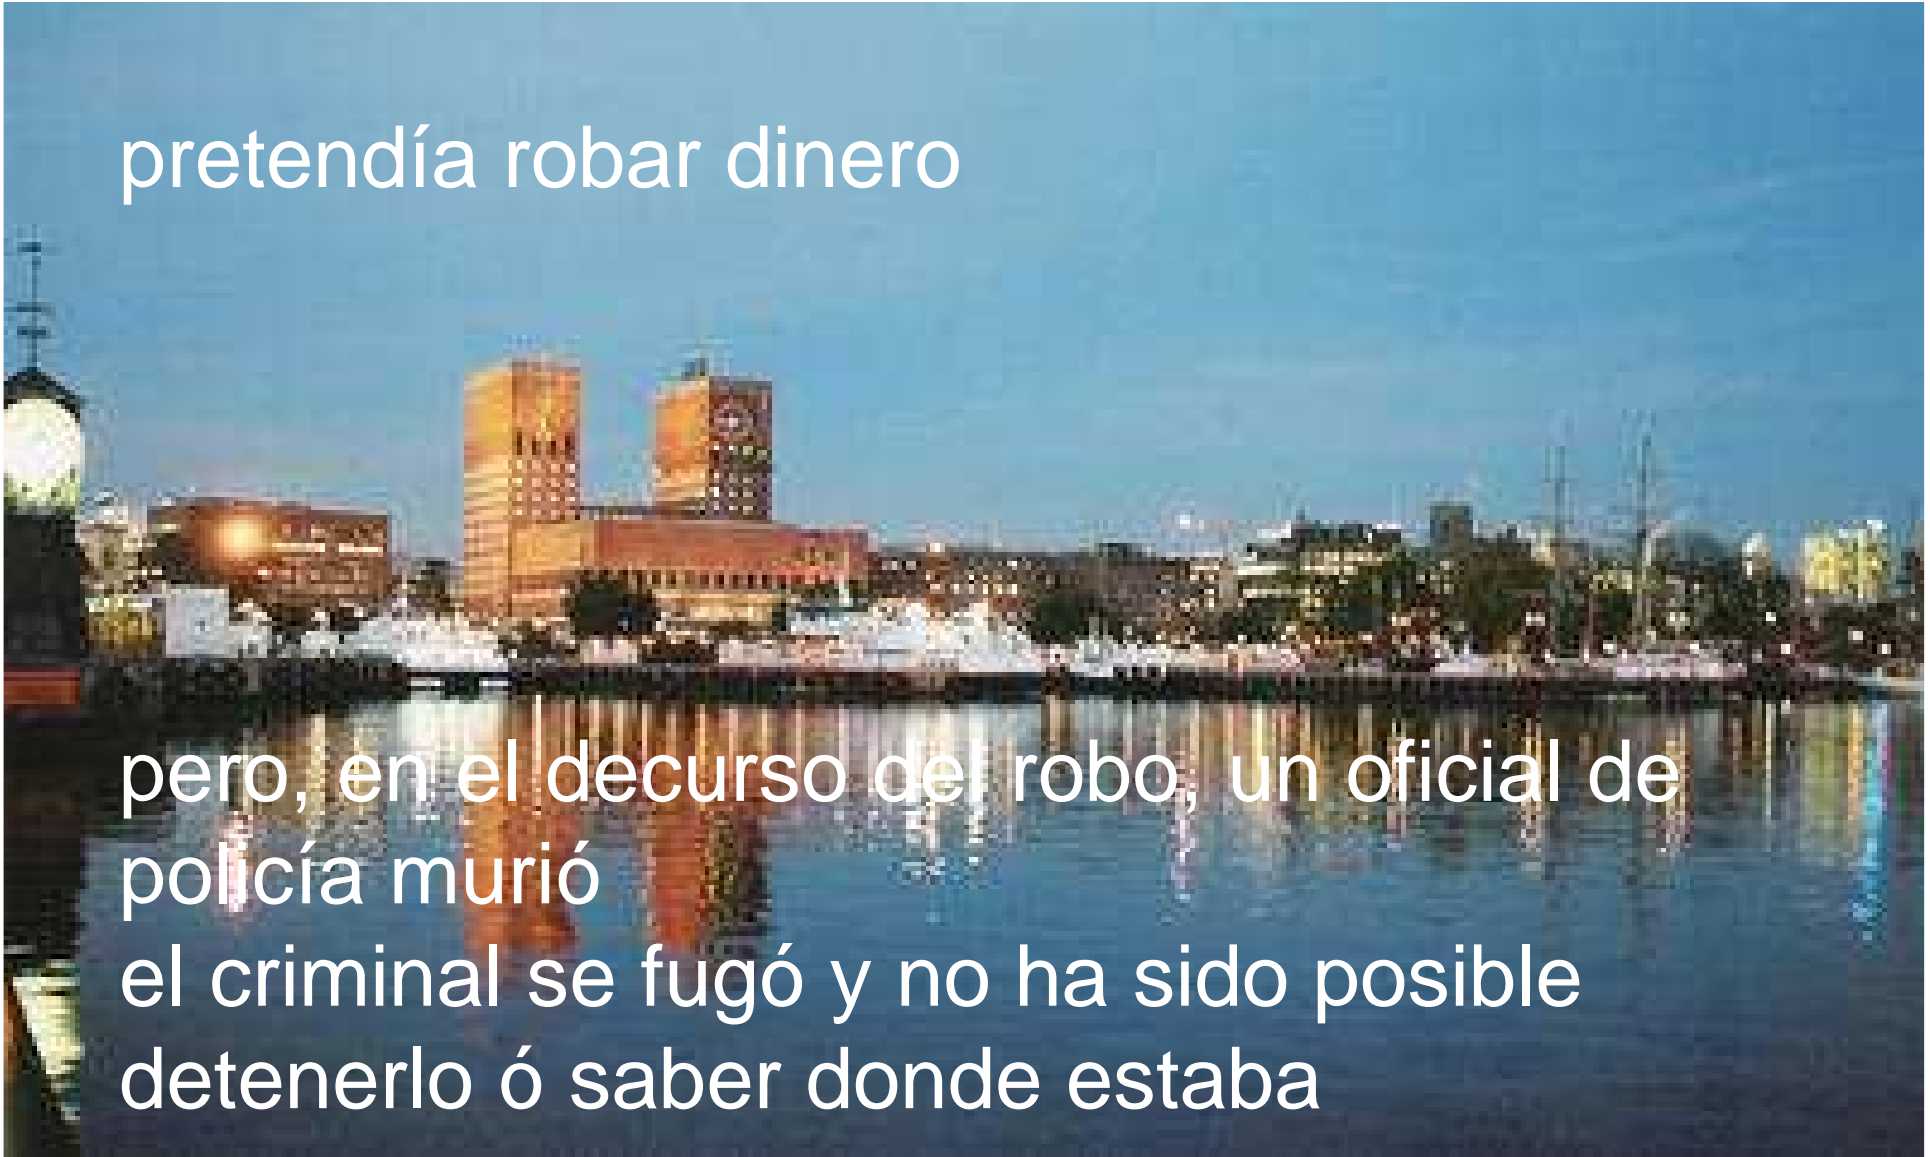 pretendía robar dinero
pero, en el decurso del robo, un oficial de
policía murió
el criminal se fugó y no ha sido posible
detenerlo ó saber donde estaba